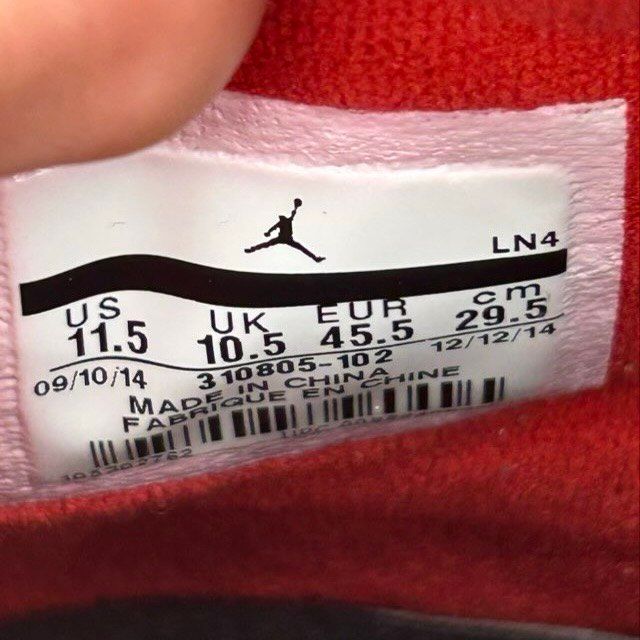 LN4
US UK EUR cm
11.5 10.5 45.5 29.5
09/10/14 310805-102 12/12/14
MADE IN CHINA
FABRIQUE EN CHINE